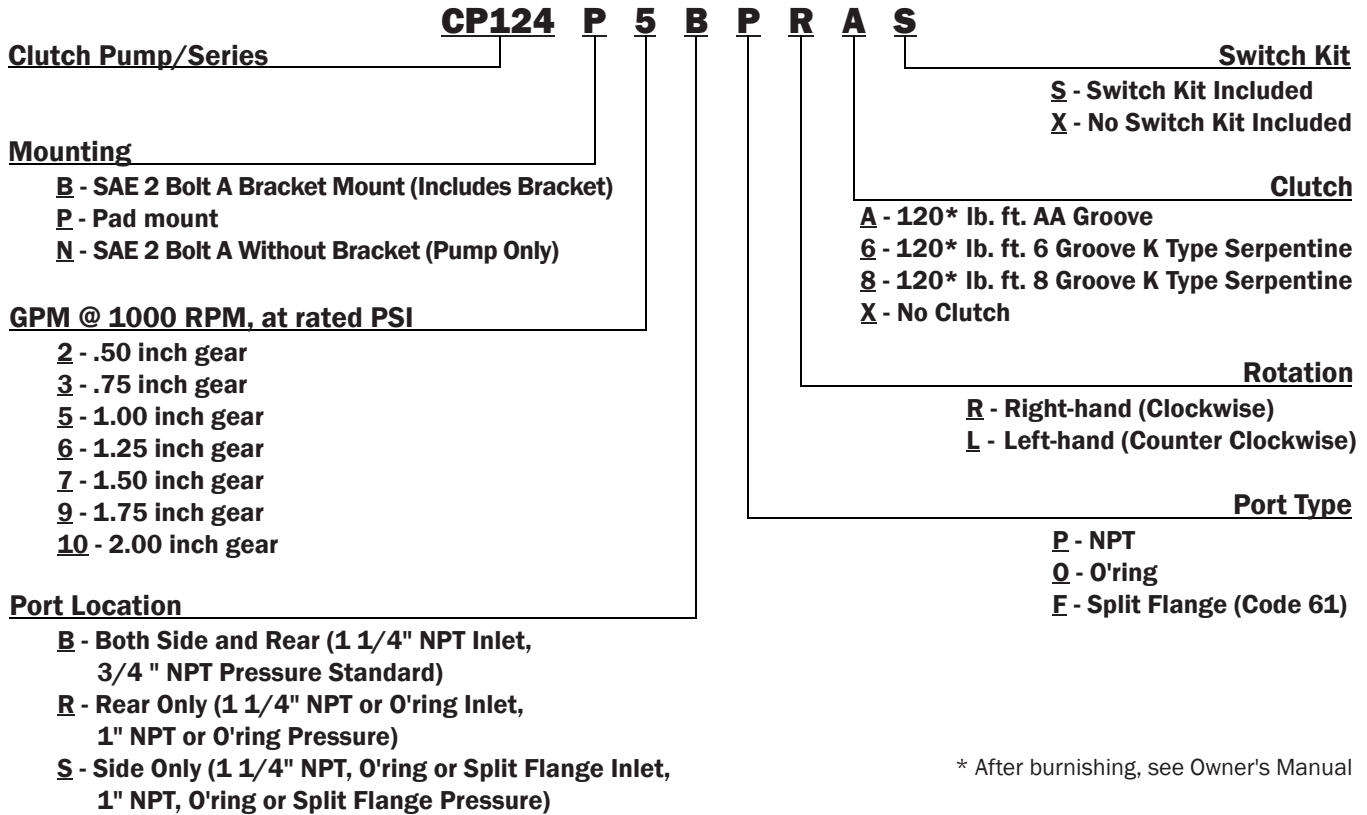 CP124 P 5 B P R A S
Clutch Pump/Series
Mounting
B - SAE 2 Bolt A Bracket Mount (Includes Bracket)
P - Pad mount
N - SAE 2 Bolt A Without Bracket (Pump Only)
GPM @ 1000 RPM, at rated PSI
2 - .50 inch gear
3 - .75 inch gear
5 - 1.00 inch gear
6 - 1.25 inch gear
7 - 1.50 inch gear
9 - 1.75 inch gear
10 - 2.00 inch gear
Port Location
B - Both Side and Rear (1 1/4" NPT Inlet,
3/4 " NPT Pressure Standard)
R - Rear Only (1 1/4" NPT or O'ring Inlet,
1" NPT or O'ring Pressure)
S - Side Only (1 1/4" NPT, O'ring or Split Flange Inlet,
1" NPT, O'ring or Split Flange Pressure)
Switch Kit
S - Switch Kit Included
X - No Switch Kit Included
Clutch
A - 120* lb. ft. AA Groove
6 - 120* lb. ft. 6 Groove K Type Serpentine
8 - 120* lb. ft. 8 Groove K Type Serpentine
X - No Clutch
Rotation
R - Right-hand (Clockwise)
L - Left-hand (Counter Clockwise)
Port Type
P - NPT
O - O'ring
F - Split Flange (Code 61)
* After burnishing, see Owner's Manual